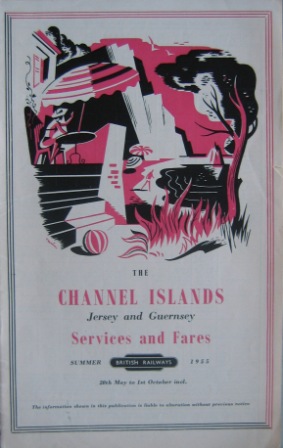 THE
CHANNEL ISLANDS
Jersey and Guernsey
Services and Fares
SUMMER BRITISH RAILWAYS 1955
28th May to 1st October incl.
The information shown in this publication is liable to alteration without previous notice